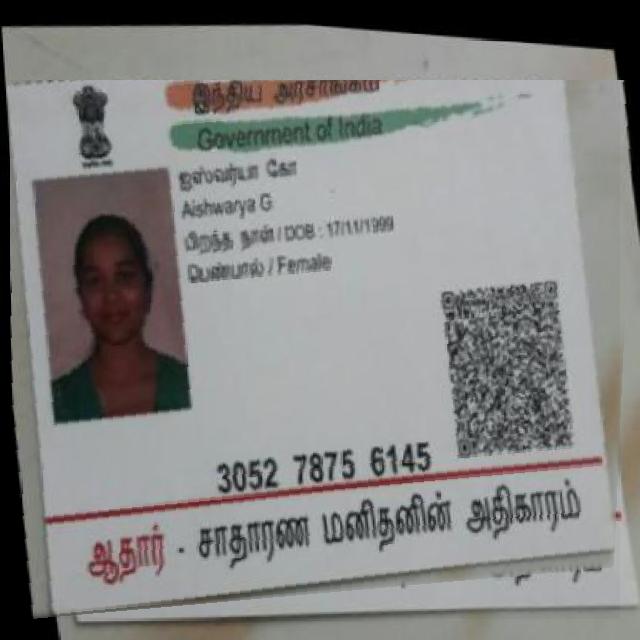 இந்திய அரசாங்கம்
Government of India
ஐஸ்வர்யா கோ
Aishwarya G
பிறந்த நாள் / DOB : 17/11/1999
பெண்பால் / Female
3052 7875 6145
ஆதார் - சாதாரண மனிதனின் அதிகாரம்